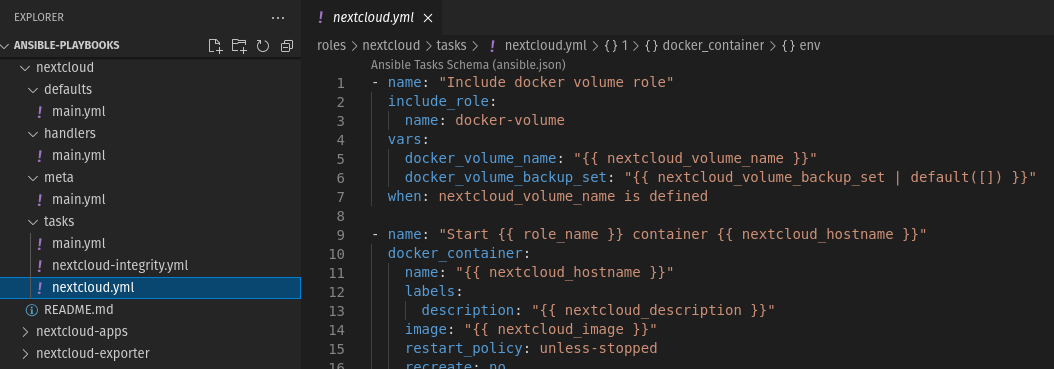 EXPLORER
ANSIBLE-PLAYBOOKS
nextcloud
defaults
! main.yml
handlers
! main.yml
meta
! main.yml
tasks
! main.yml
! nextcloud-integrity.yml
! nextcloud.yml
README.md
nextcloud-apps
nextcloud-exporter
! nextcloud.yml ×
roles > nextcloud > tasks > ! nextcloud.yml > {} 1 > {} docker_container > {} env
Ansible Tasks Schema (ansible.json)
1 - name: "Include docker volume role"
2 include_role:
3 name: docker-volume
4 vars:
5 docker_volume_name: "{{ nextcloud_volume_name }}"
6 docker_volume_backup_set: "{{ nextcloud_volume_backup_set | default([]) }}"
7 when: nextcloud_volume_name is defined
8
9 - name: "Start {{ role_name }} container {{ nextcloud_hostname }}"
10 docker_container:
11 name: "{{ nextcloud_hostname }}"
12 labels:
13 description: "{{ nextcloud_description }}"
14 image: "{{ nextcloud_image }}"
15 restart_policy: unless-stopped
16 recreate: no